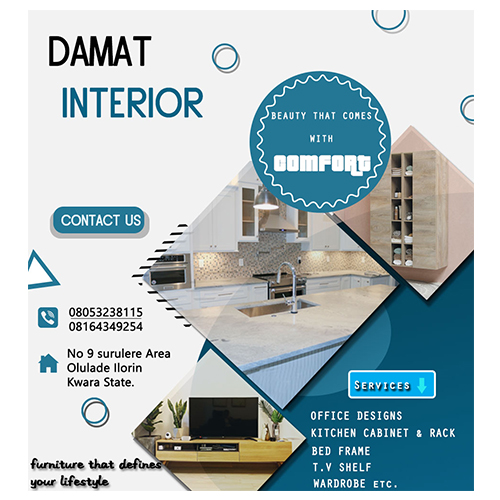 DAMAT
INTERIOR
BEAUTY THAT COMES
WITH
COMFORT
CONTACT US
08053238115
08164349254
No 9 surulere Area
Olulade Ilorin
Kwara State.
Services
OFFICE DESIGNS
KITCHEN CABINET & RACK
BED FRAME
T.V SHELF
WARDROBE ETC.
furniture that defines
your lifestyle